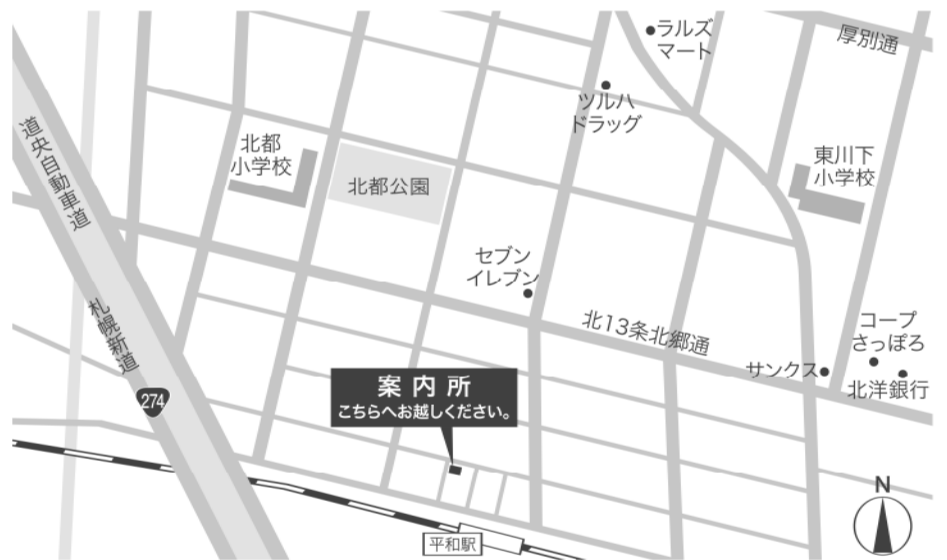 ラルズ
マート
厚別通
ツルハ
ドラッグ
道央自動車道
北都
小学校
北都公園
東川下
小学校
セブン
イレブン
札幌新道
北13条北郷通
コープ
さっぽろ
サンクス
北洋銀行
274
案内所
こちらへお越しください。
N
平和駅